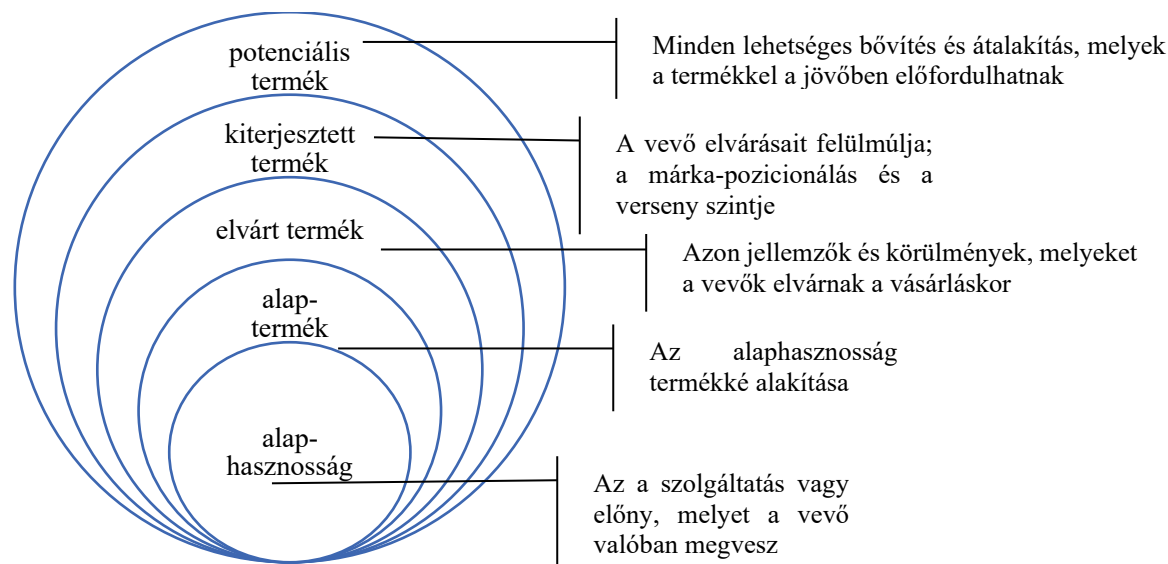 potenciális
termék
Minden lehetséges bővítés és átalakítás, melyek
a termékkel a jövőben előfordulhatnak
kiterjesztett
termék
A vevő elvárásait felülmúlja;
a márka-pozicionálás és a
verseny szintje
elvárt termék
Azon jellemzők és körülmények, melyeket
a vevők elvárnak a vásárláskor
alap-
termék
Az alaphasznosság
termékké alakítása
alap-
hasznosság
Az a szolgáltatás vagy
előny, melyet a vevő
valóban megvesz